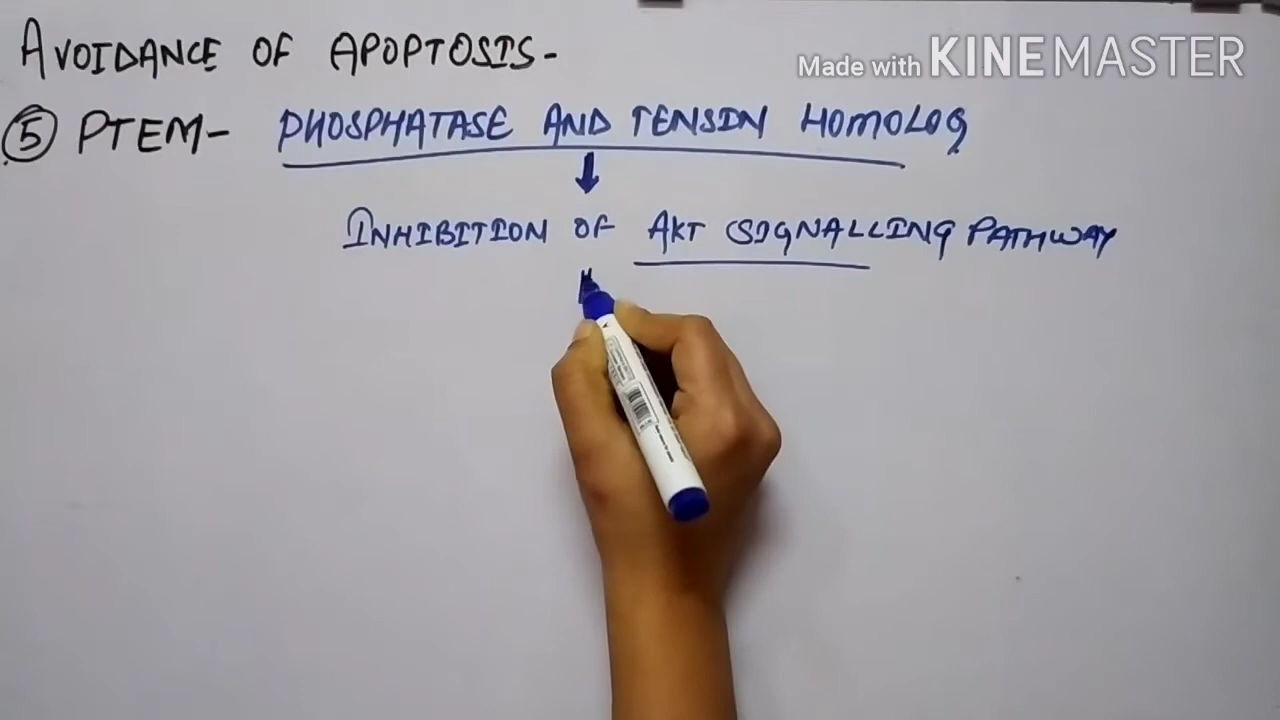 AVOIDANCE OF APOPTOSIS-
Made with KINEMASTER
⑤ PTEM- PHOSPHATASE AND TENSIN HOMOLOG
INHIBITION OF AKT SIGNALLING PATHWAY